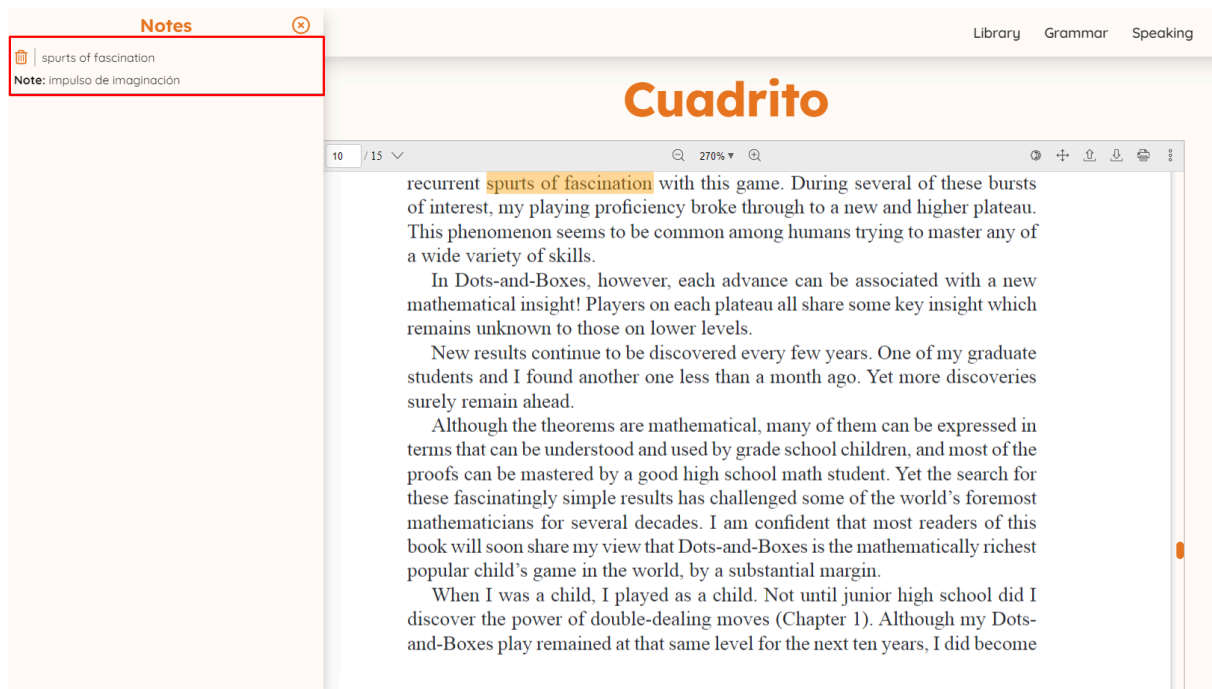 Notes
spurts of fascination
Note: impulso de imaginación
Library Grammar Speaking
Cuadrito
10 / 15 270%
recurrent spurts of fascination with this game. During several of these bursts
of interest, my playing proficiency broke through to a new and higher plateau.
This phenomenon seems to be common among humans trying to master any of
a wide variety of skills.
In Dots-and-Boxes, however, each advance can be associated with a new
mathematical insight! Players on each plateau all share some key insight which
remains unknown to those on lower levels.
New results continue to be discovered every few years. One of my graduate
students and I found another one less than a month ago. Yet more discoveries
surely remain ahead.
Although the theorems are mathematical, many of them can be expressed in
terms that can be understood and used by grade school children, and most of the
proofs can be mastered by a good high school math student. Yet the search for
these fascinatingly simple results has challenged some of the world's foremost
mathematicians for several decades. I am confident that most readers of this
book will soon share my view that Dots-and-Boxes is the mathematically richest
popular child's game in the world, by a substantial margin.
When I was a child, I played as a child. Not until junior high school did I
discover the power of double-dealing moves (Chapter 1). Although my Dots-
and-Boxes play remained at that same level for the next ten years, I did become